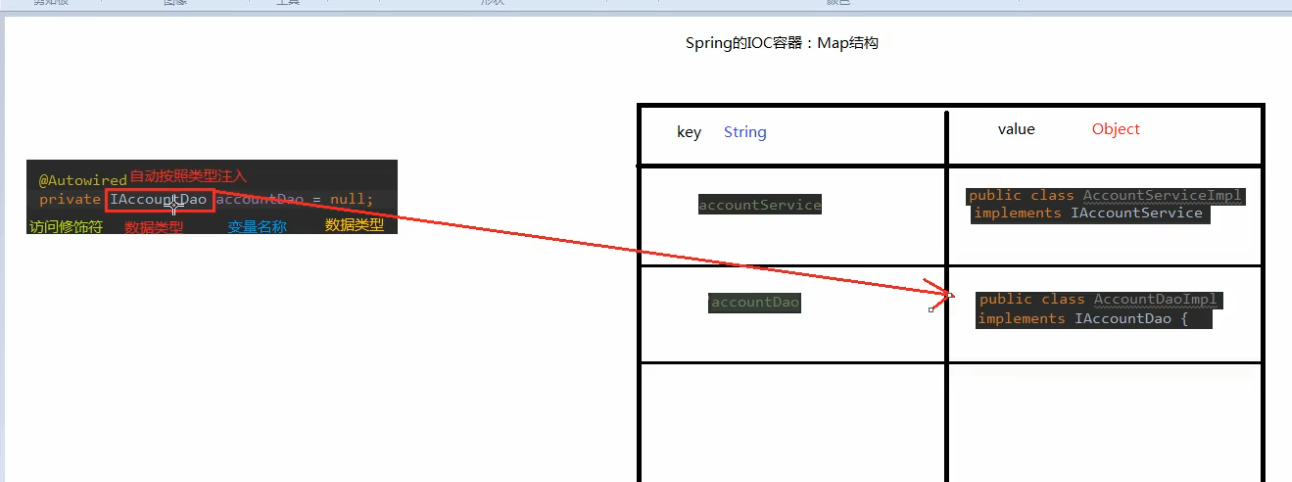 Spring的IOC容器：Map结构
key String
value Object
@Autowired 自动按照类型注入
private IAccountDao accountDao = null;
访问修饰符 数据类型 变量名称 数据类型
accountService
public class AccountServiceImpl
implements IAccountService
'accountDao
public class AccountDaoImpl
implements IAccountDao {